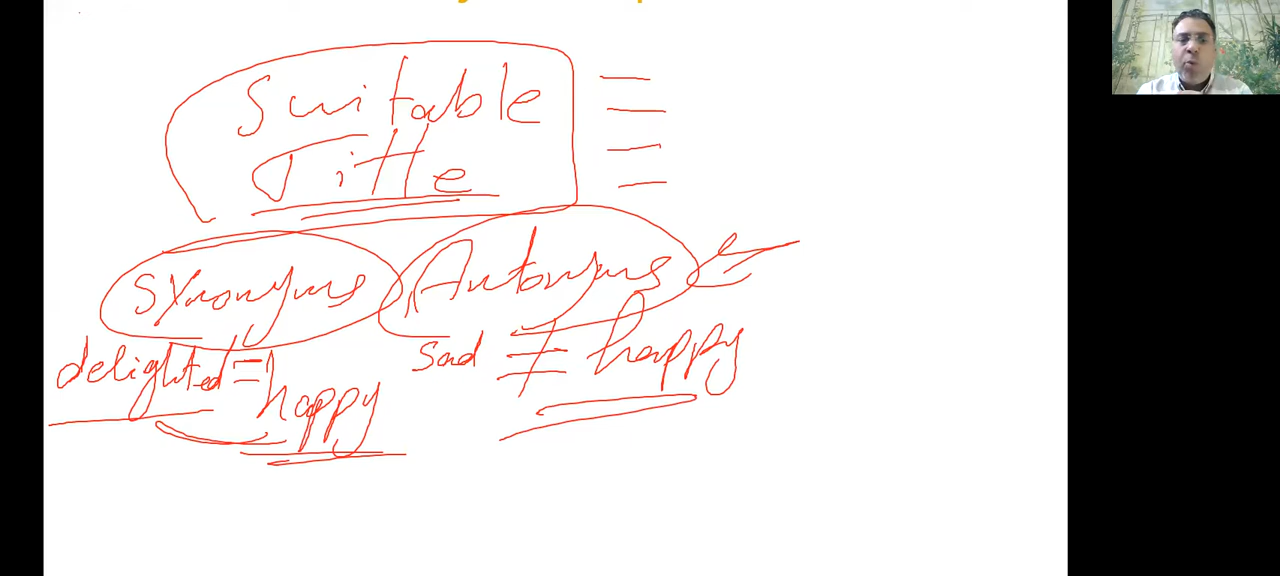 Suitable
Title
Synonyms Antonyms
delighted = happy
sad ≠ happy